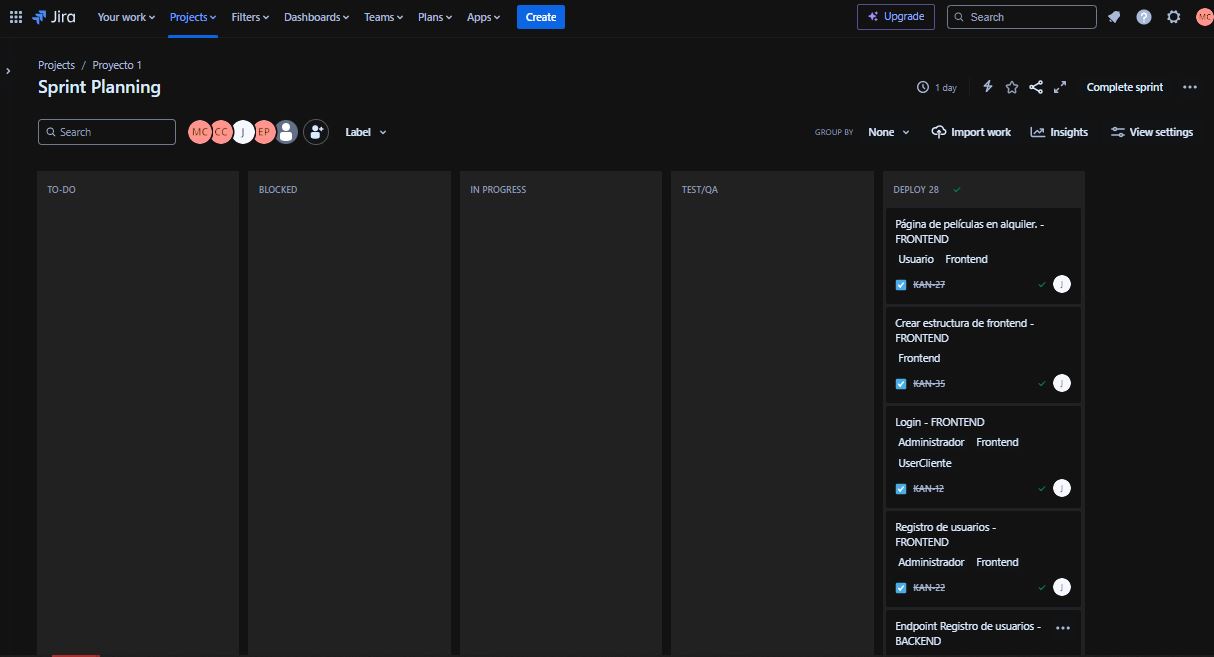 Jira Your work Projects Filters Dashboards Teams Plans Apps Create Upgrade Search ? MC
Projects / Proyecto 1
Sprint Planning
1 day Complete sprint
Search MC CC J EP Label GROUP BY None Import work Insights View settings
TO-DO BLOCKED IN PROGRESS TEST/QA DEPLOY 28
Página de películas en alquiler. -
FRONTEND
Usuario Frontend
KAN-27 J
Crear estructura de frontend -
FRONTEND
Frontend
KAN-35 J
Login - FRONTEND
Administrador Frontend
UserCliente
KAN-12 J
Registro de usuarios -
FRONTEND
Administrador Frontend
KAN-22 J
Endpoint Registro de usuarios -
BACKEND